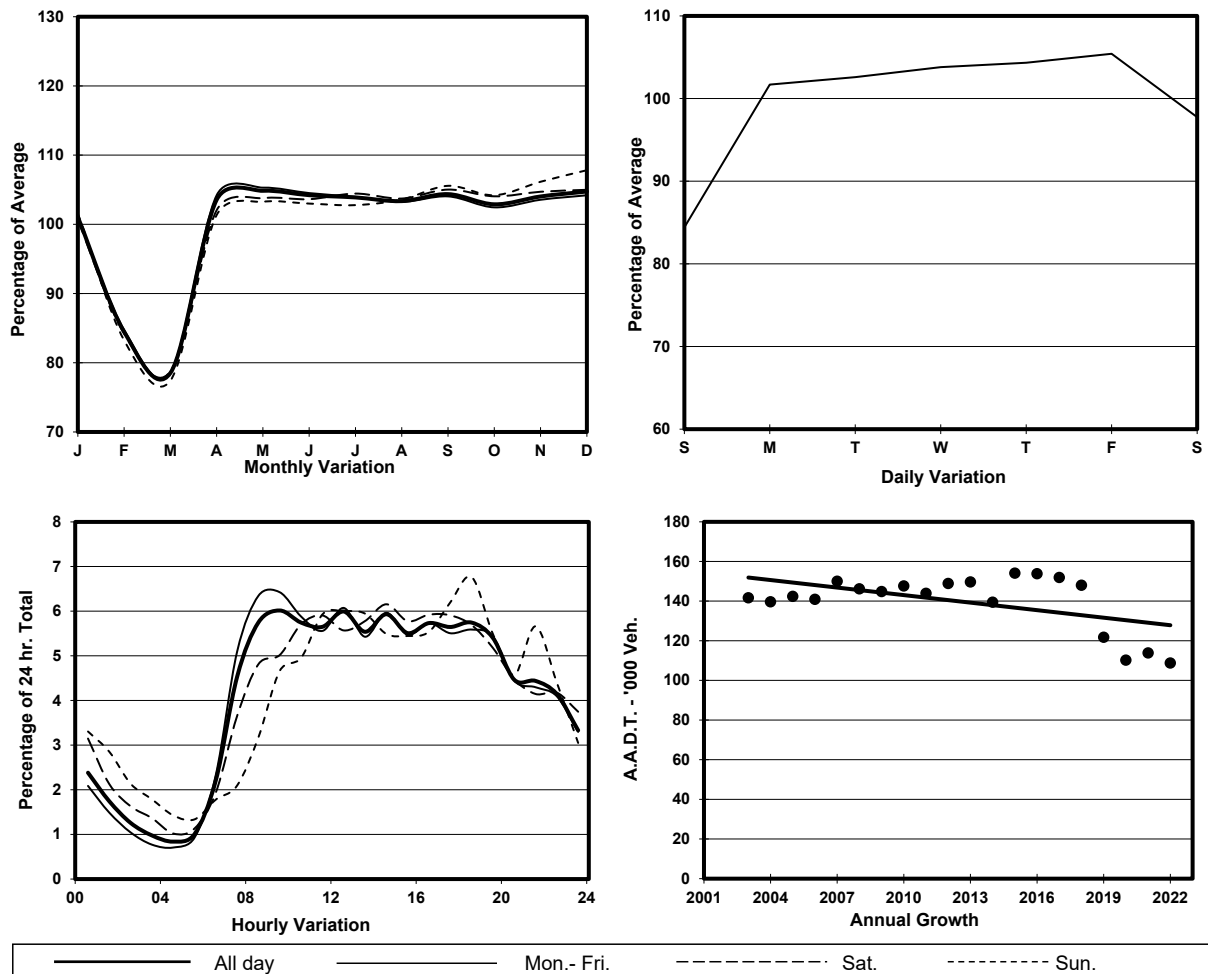 130
120
110
100
90
80
70
Percentage of Average
J F M A M J J A S O N D
Monthly Variation
110
100
90
80
70
60
Percentage of Average
S M T W T F S
Daily Variation
8
7
6
5
4
3
2
1
0
Percentage of 24 hr. Total
00 04 08 12 16 20 24
Hourly Variation
180
160
140
120
100
80
60
40
20
0
A.A.D.T. - '000 Veh.
2001 2004 2007 2010 2013 2016 2019 2022
Annual Growth
All day Mon.- Fri. Sat. Sun.